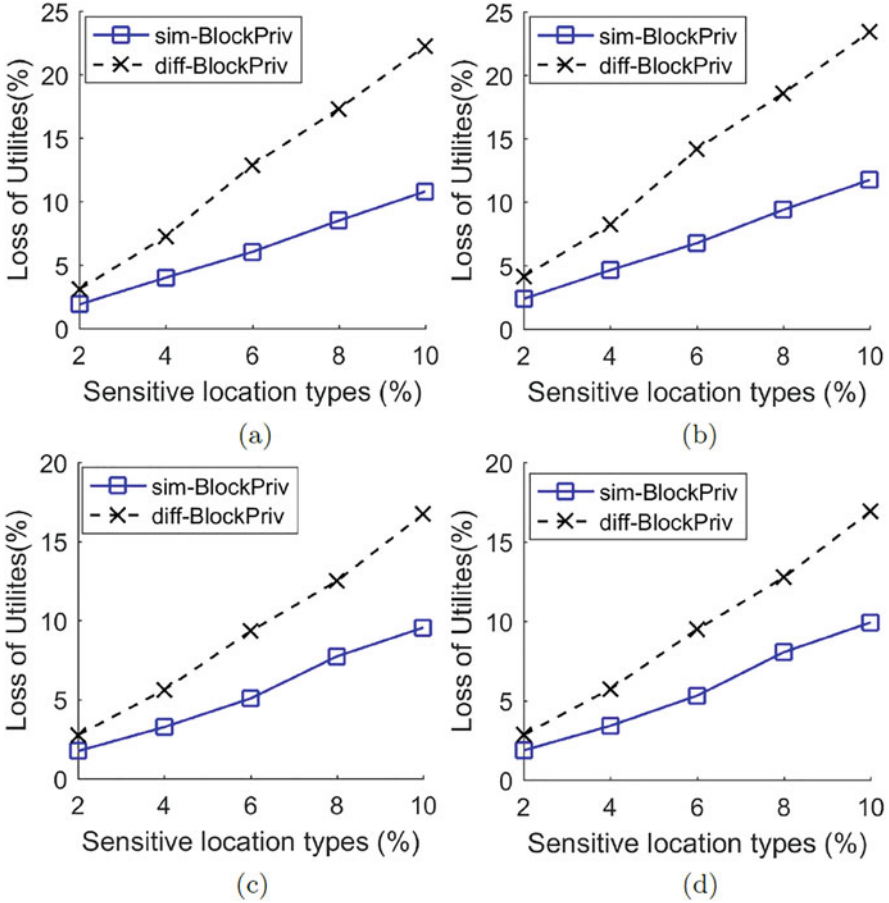 25
20
15
10
5
0
Loss of Utilites(%)
sim-BlockPriv
diff-BlockPriv
2 4 6 8 10
Sensitive location types (%)
(a)
25
20
15
10
5
0
Loss of Utilites(%)
sim-BlockPriv
diff-BlockPriv
2 4 6 8 10
Sensitive location types (%)
(b)
20
15
10
5
0
Loss of Utilites(%)
sim-BlockPriv
diff-BlockPriv
2 4 6 8 10
Sensitive location types (%)
(c)
20
15
10
5
0
Loss of Utilites(%)
sim-BlockPriv
diff-BlockPriv
2 4 6 8 10
Sensitive location types (%)
(d)